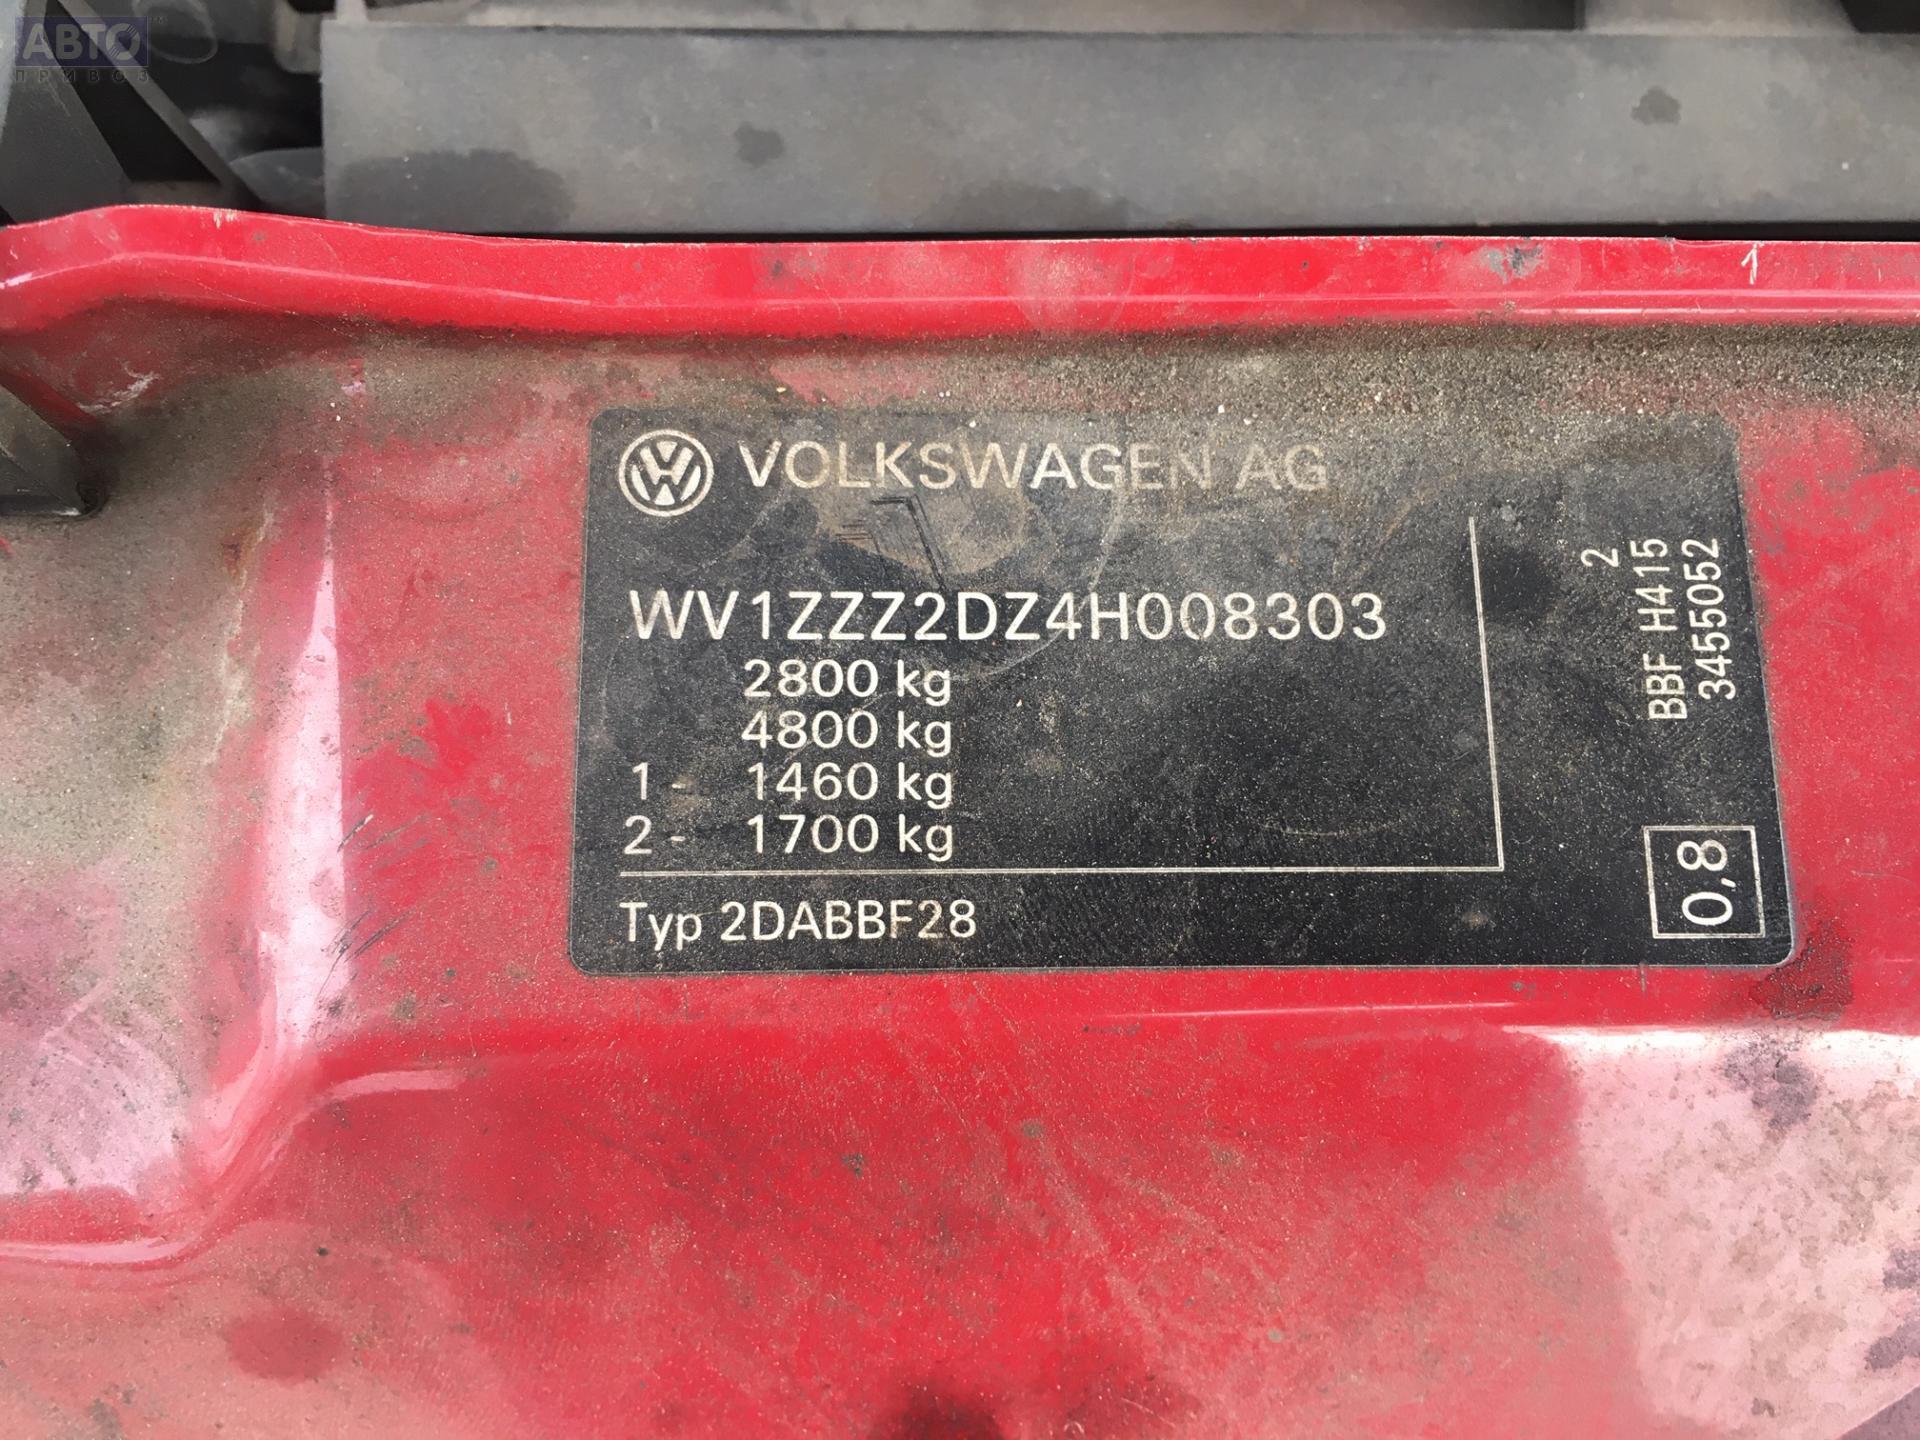 АВТО™
ПРИВОЗ
VOLKSWAGEN AG
WV1ZZZ2DZ4H008303
2800 kg
4800 kg
1 - 1460 kg
2 - 1700 kg
Typ 2DABBF28
2
BBF H415
3455052
0,8